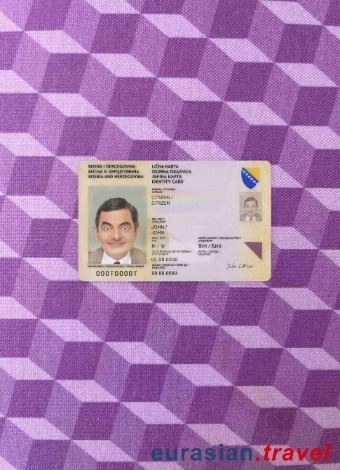 BOSNA I HERCEGOVINA
БОСНА И ХЕРЦЕГОВИНА
BOSNIA AND HERZEGOVINA
LIČNA KARTA
OSOBNA ISKAZNICA
ЛИЧНА КАРТА
IDENTITY CARD
CITIZEN /
CITIZEN
JOHN /
JOHN
M / M
BIH / БИХ
00.00.0000
00.00.0000
000T0000T
John Citizen
eurasian.travel